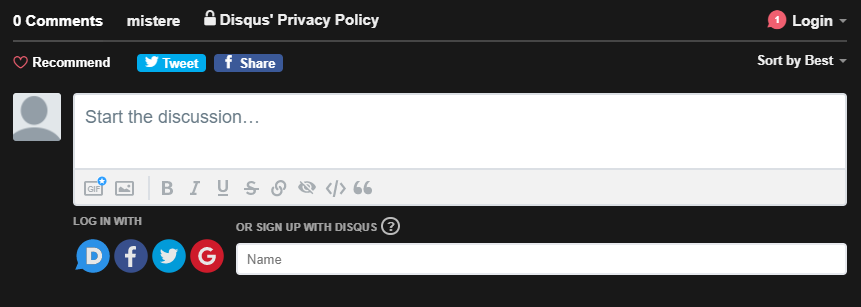 0 Comments mistere Disqus' Privacy Policy 1 Login
Recommend Tweet f Share Sort by Best
Start the discussion…
GIF B I U S </> ❝
LOG IN WITH
OR SIGN UP WITH DISQUS ?
D f G
Name